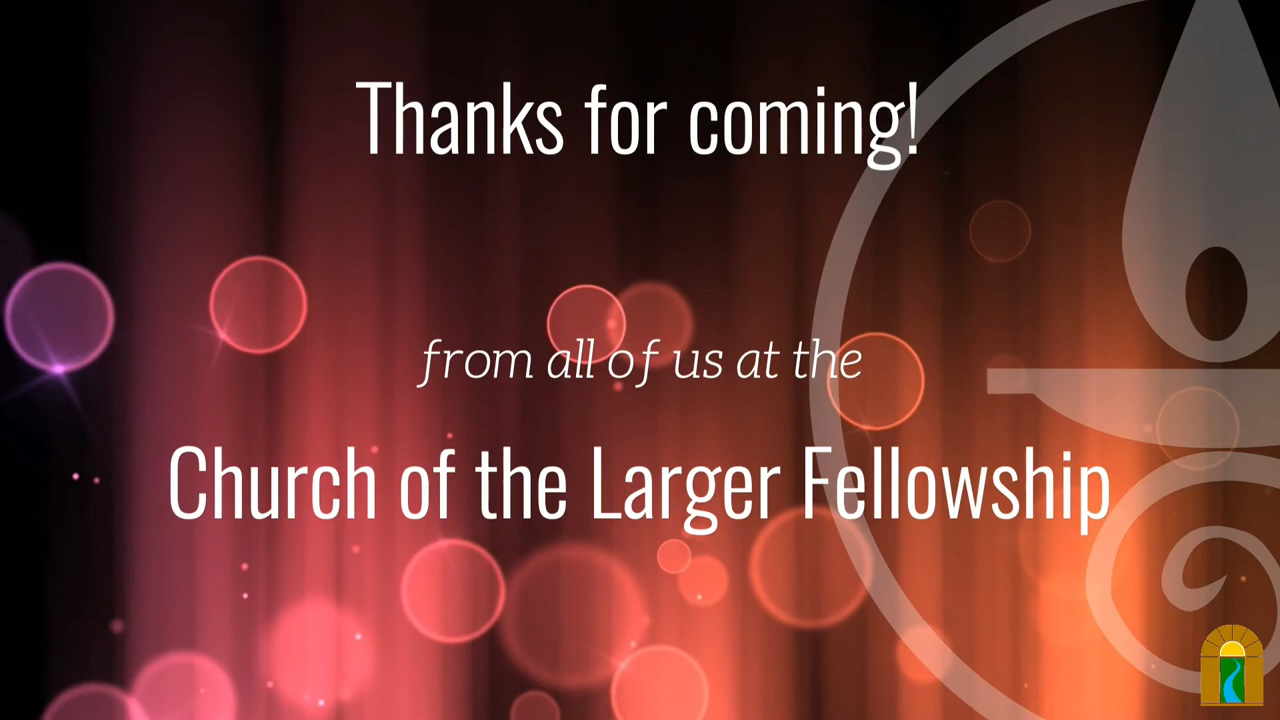 Thanks for coming!
from all of us at the
Church of the Larger Fellowship